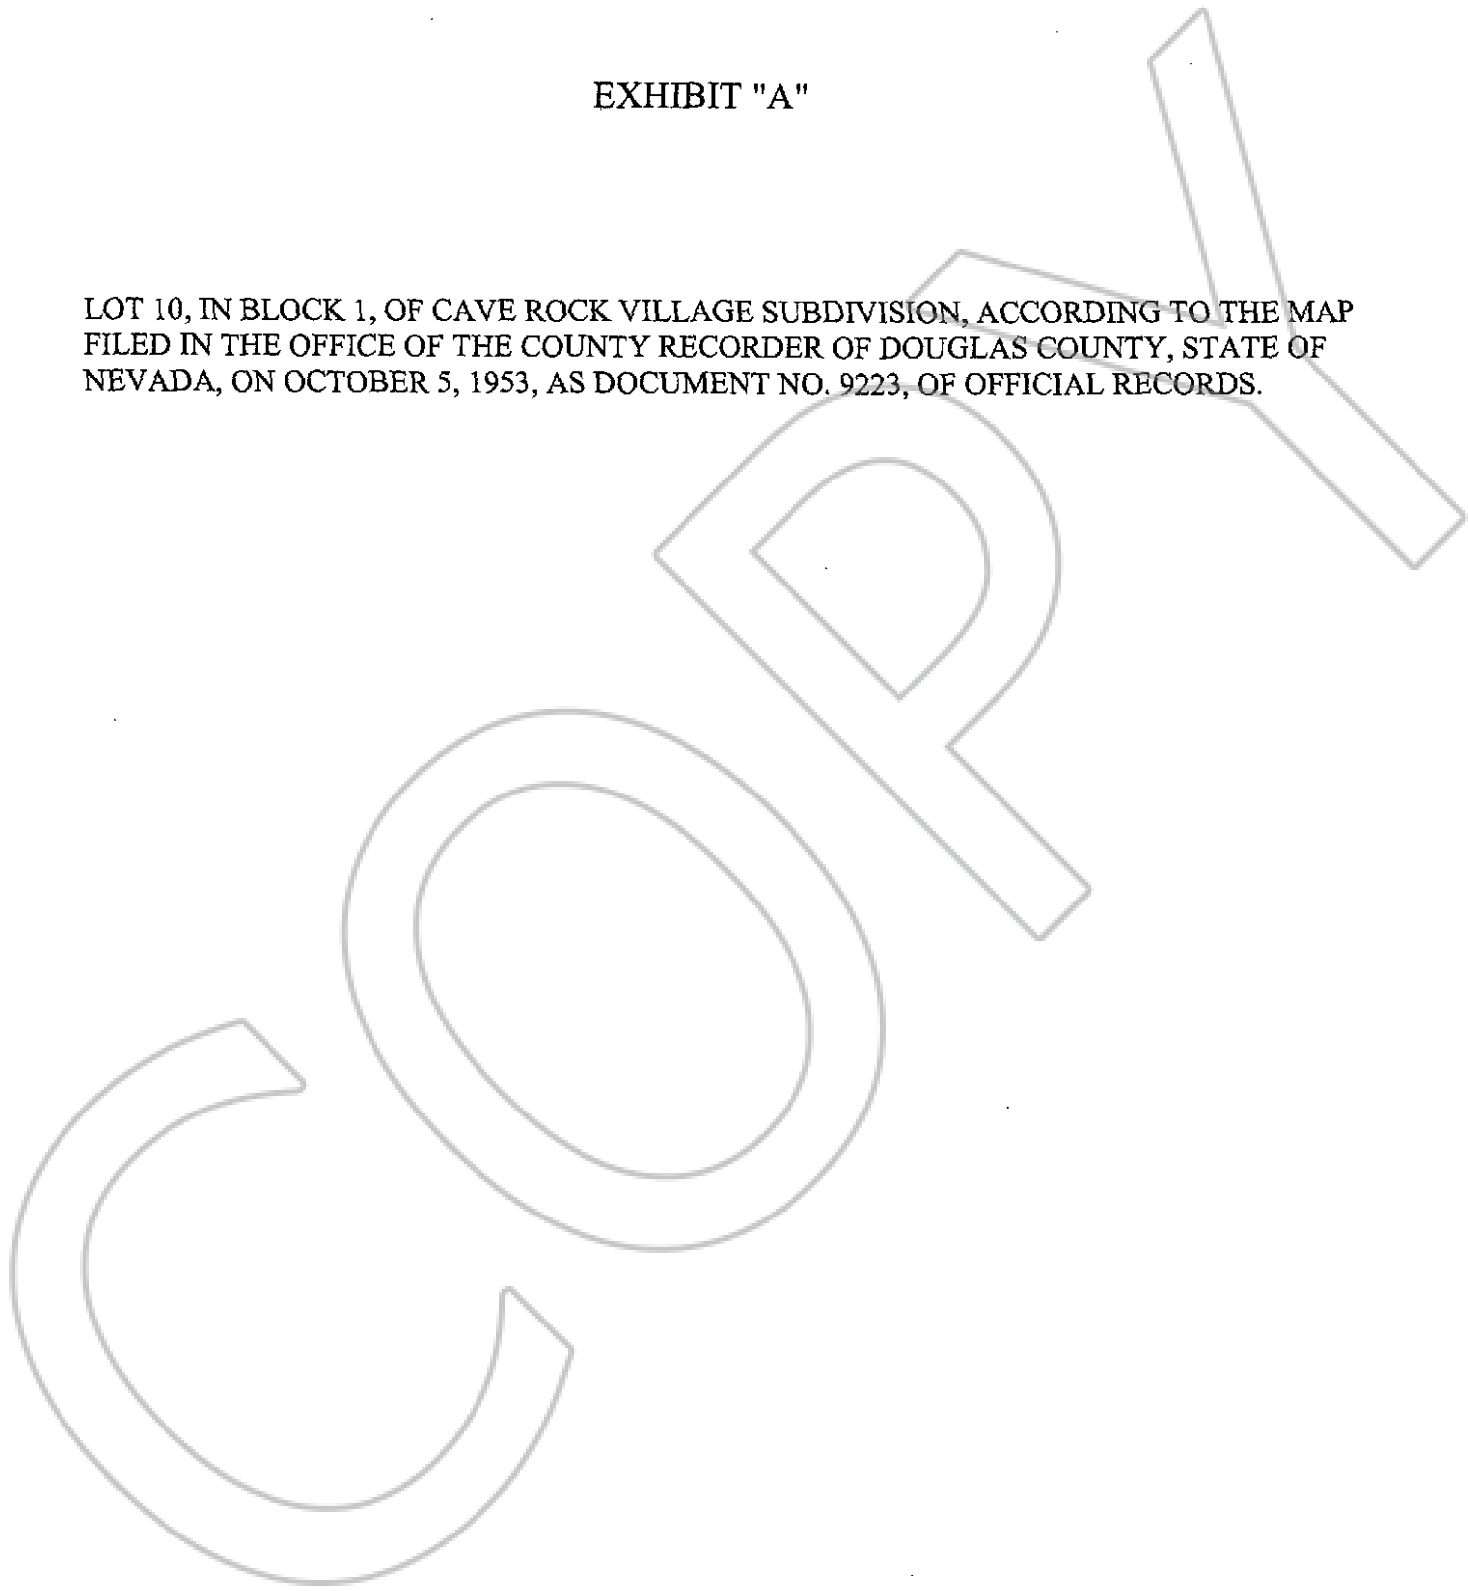 EXHIBIT "A"
LOT 10, IN BLOCK 1, OF CAVE ROCK VILLAGE SUBDIVISION, ACCORDING TO THE MAP
FILED IN THE OFFICE OF THE COUNTY RECORDER OF DOUGLAS COUNTY, STATE OF
NEVADA, ON OCTOBER 5, 1953, AS DOCUMENT NO. 9223, OF OFFICIAL RECORDS.
COPY